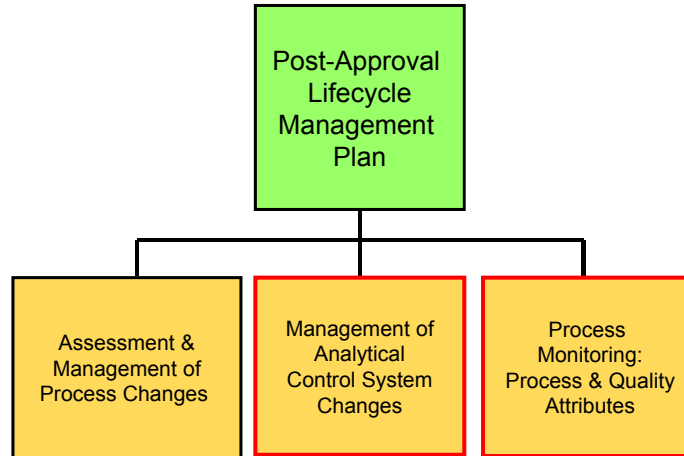 Post-Approval
Lifecycle
Management
Plan
Assessment &
Management of
Process Changes
Management of
Analytical
Control System
Changes
Process
Monitoring:
Process & Quality
Attributes